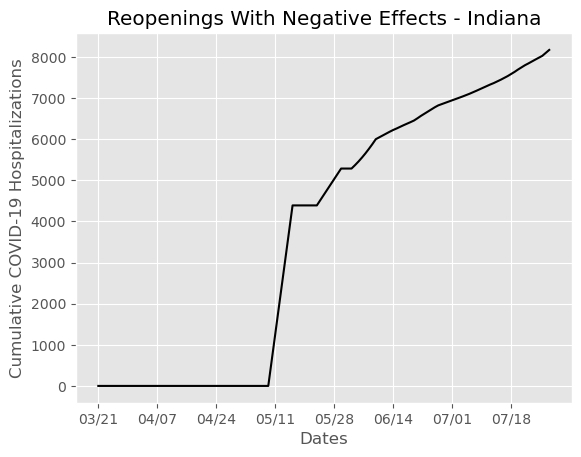 Reopenings With Negative Effects - Indiana
Cumulative COVID-19 Hospitalizations
8000
7000
6000
5000
4000
3000
2000
1000
0
03/21 04/07 04/24 05/11 05/28 06/14 07/01 07/18
Dates